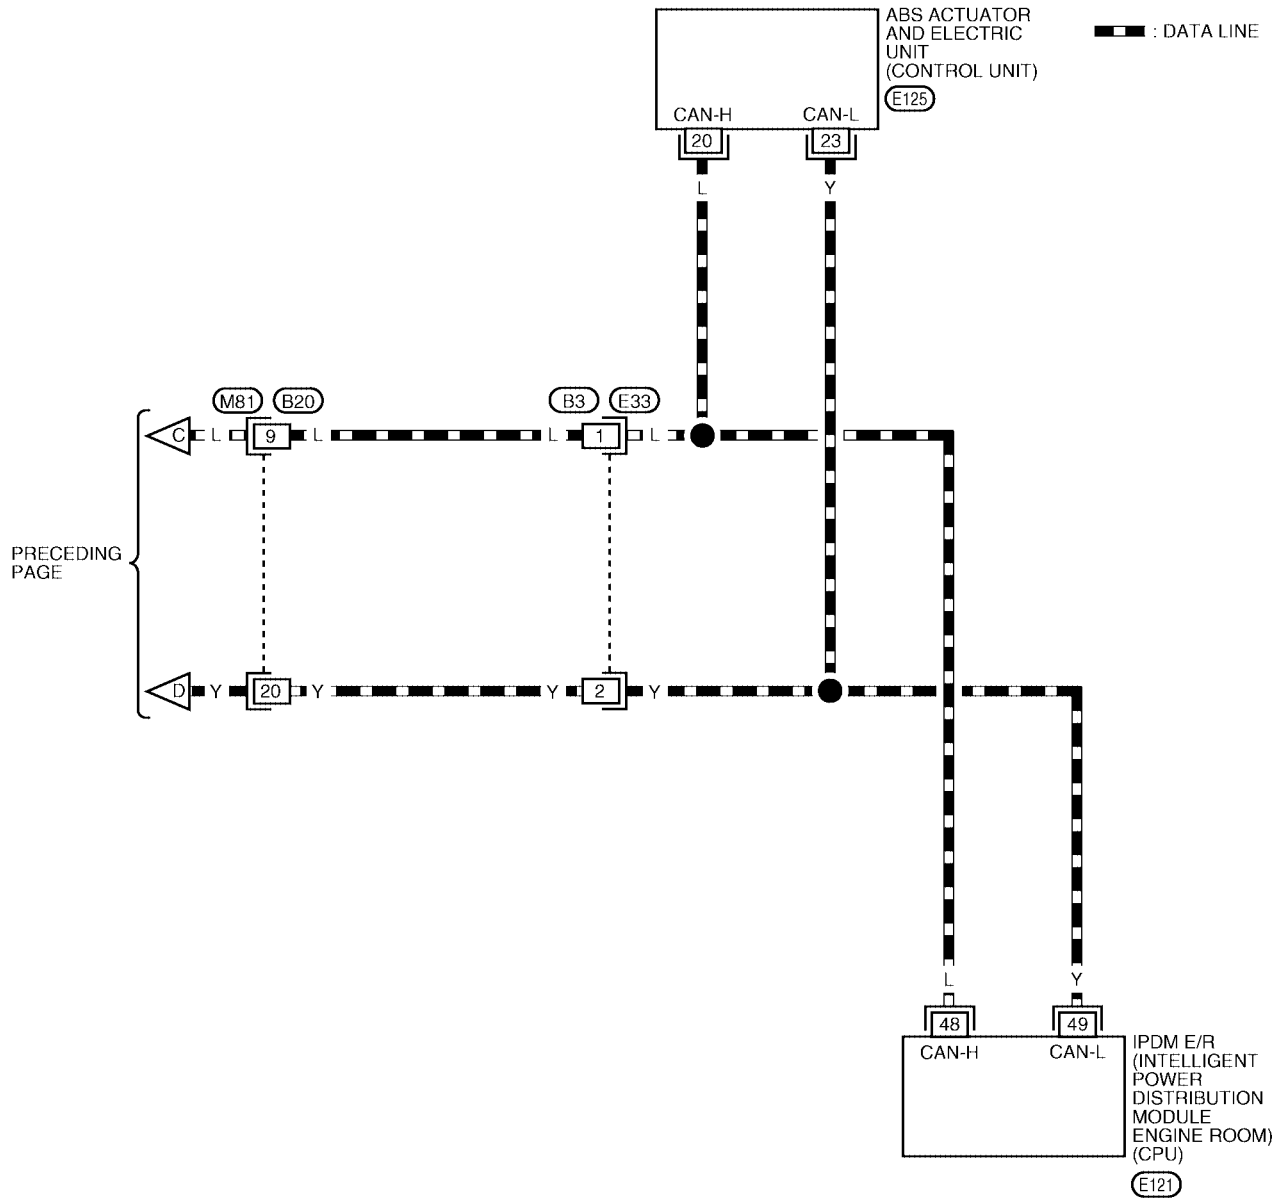 ABS ACTUATOR
AND ELECTRIC
UNIT
(CONTROL UNIT)
E125
: DATA LINE
CAN-H CAN-L
20 23
L Y
M81 B20 B3 E33
C L 9 L L 1 L
PRECEDING
PAGE
D Y 20 Y Y 2 Y
L Y
48 49
CAN-H CAN-L
IPDM E/R
(INTELLIGENT
POWER
DISTRIBUTION
MODULE
ENGINE ROOM)
(CPU)
E121